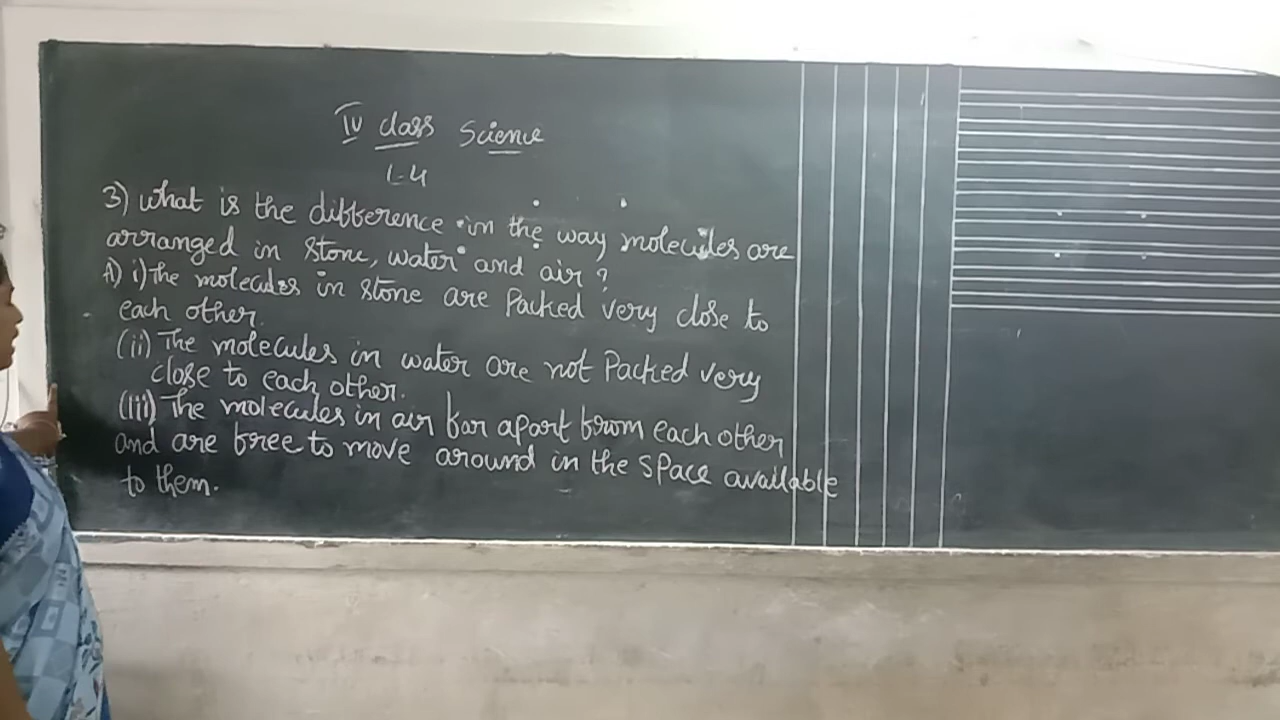 IV class Science
L-4
3) What is the difference in the way molecules are
arranged in stone, water and air?
A) i) The molecules in stone are Packed very close to
each other.
(ii) The molecules in water are not Packed very
close to each other.
(iii) The molecules in air far apart from each other
and are free to move around in the space available
to them.